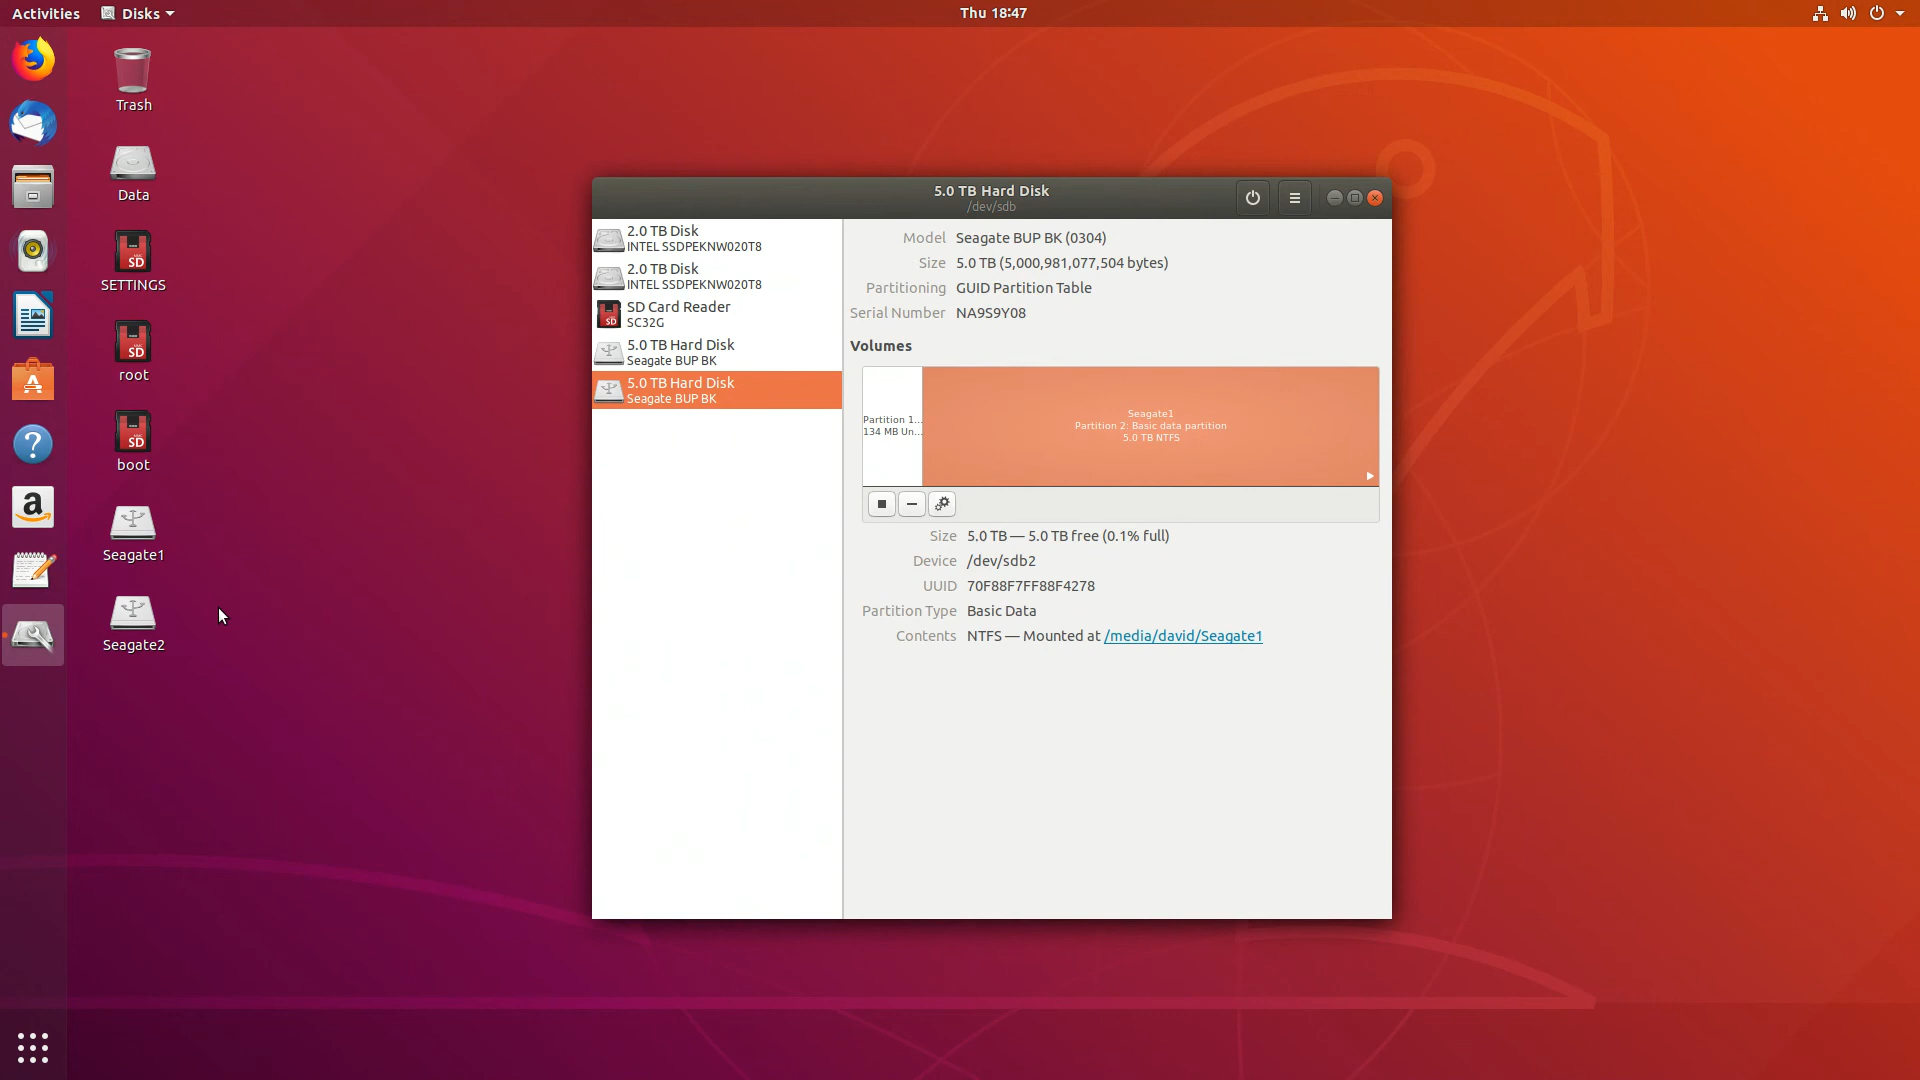 Activities
Disks
Thu 18:47
Trash
Data
SD
SETTINGS
SD
root
SD
boot
Seagate1
Seagate2
A
?
a
5.0 TB Hard Disk
/dev/sdb
2.0 TB Disk
INTEL SSDPEKNW020T8
2.0 TB Disk
INTEL SSDPEKNW020T8
SD
SD Card Reader
SC32G
5.0 TB Hard Disk
Seagate BUP BK
5.0 TB Hard Disk
Seagate BUP BK
Model Seagate BUP BK (0304)
Size 5.0 TB (5,000,981,077,504 bytes)
Partitioning GUID Partition Table
Serial Number NA9S9Y08
Volumes
Partition 1...
134 MB Un...
Seagate1
Partition 2: Basic data partition
5.0 TB NTFS
Size 5.0 TB — 5.0 TB free (0.1% full)
Device /dev/sdb2
UUID 70F88F7FF88F4278
Partition Type Basic Data
Contents NTFS — Mounted at /media/david/Seagate1